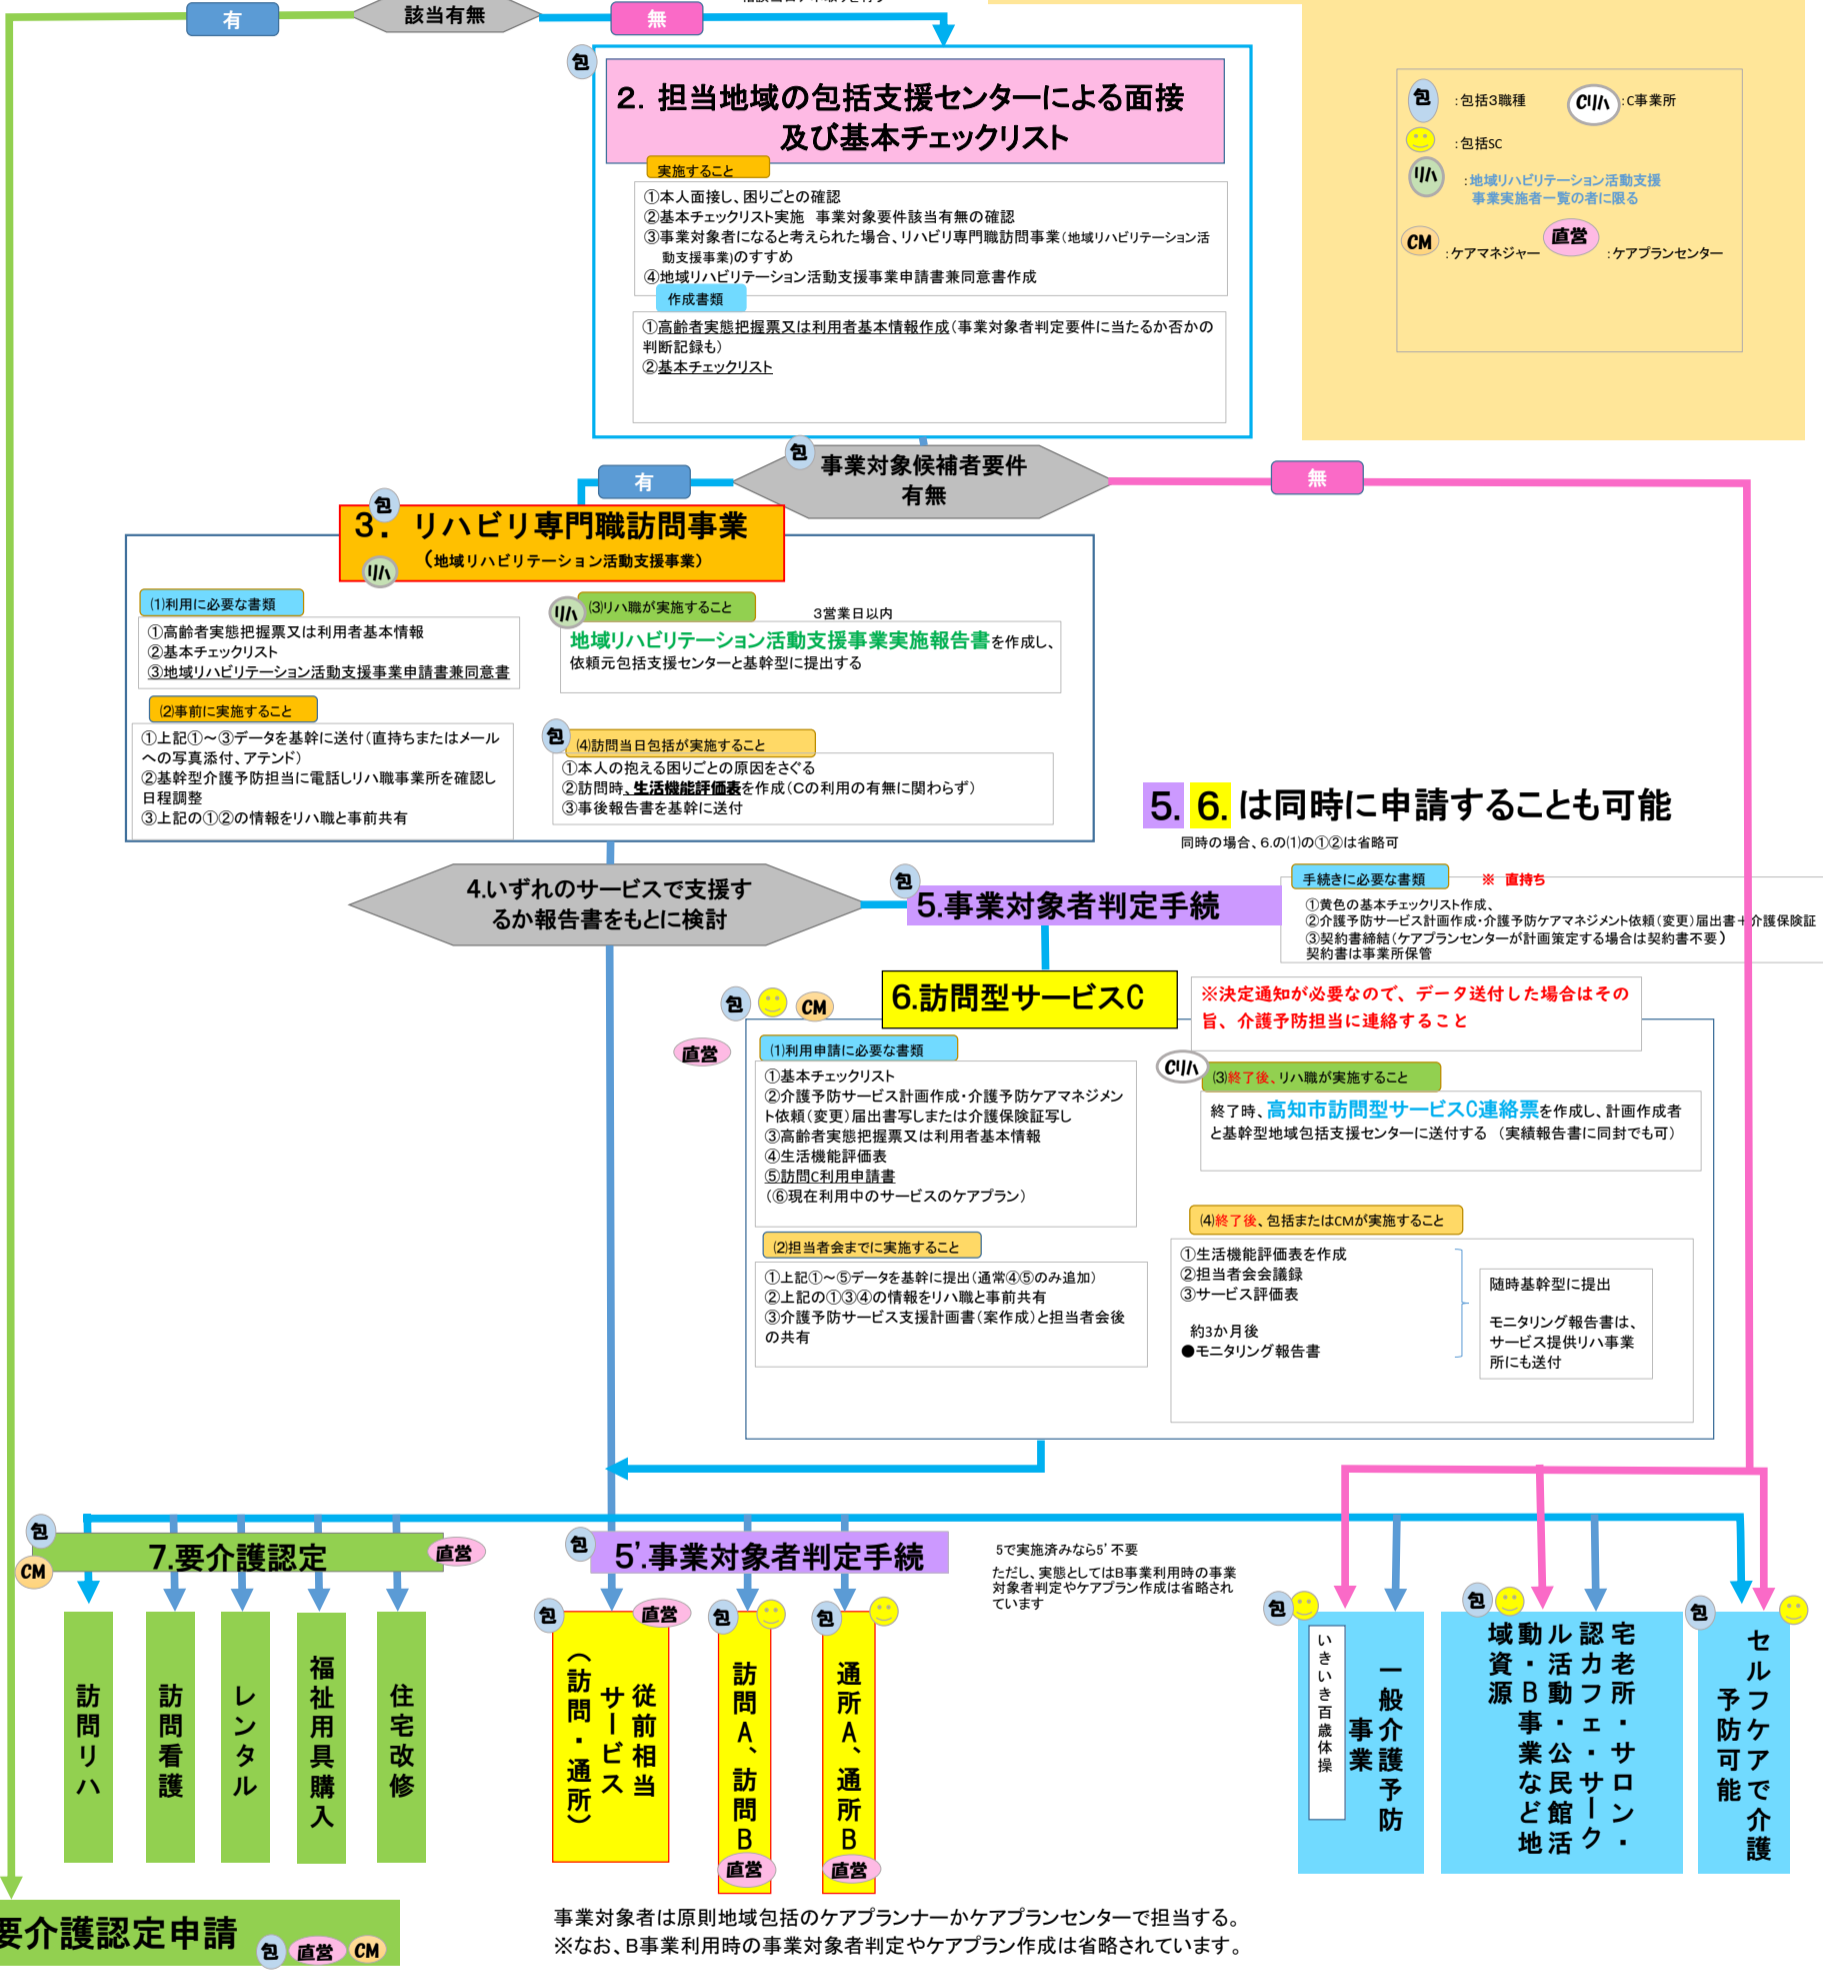 有
該当有無
無
包
2. 担当地域の包括支援センターによる面接
及び基本チェックリスト
実施すること
①本人面接し、困りごとの確認
②基本チェックリスト実施　事業対象要件該当有無の確認
③事業対象者になると考えられた場合、リハビリ専門職訪問事業(地域リハビリテーション活
動支援事業)のすすめ
④地域リハビリテーション活動支援事業申請書兼同意書作成
作成書類
①高齢者実態把握票又は利用者基本情報作成(事業対象者判定要件に当たるか否かの
判断記録も)
②基本チェックリスト
包 :包括3職種
Cリハ :C事業所
:包括SC
リハ :地域リハビリテーション活動支援
事業実施者一覧の者に限る
CM :ケアマネジャー
直営 :ケアプランセンター
包
事業対象候補者要件
有無
有
無
包
3. リハビリ専門職訪問事業
(地域リハビリテーション活動支援事業)
リハ
(1)利用に必要な書類
①高齢者実態把握票又は利用者基本情報
②基本チェックリスト
③地域リハビリテーション活動支援事業申請書兼同意書
(2)事前に実施すること
①上記①～③データを基幹に送付(直持ちまたはメール
への写真添付、アテンド)
②基幹型介護予防担当に電話しリハ職事業所を確認し
日程調整
③上記の①②の情報をリハ職と事前共有
リハ
(3)リハ職が実施すること
3営業日以内
地域リハビリテーション活動支援事業実施報告書を作成し、
依頼元包括支援センターと基幹型に提出する
包
(4)訪問当日包括が実施すること
①本人の抱える困りごとの原因をさぐる
②訪問時、生活機能評価表を作成(Cの利用の有無に関わらず)
③事後報告書を基幹に送付
5. 6. は同時に申請することも可能
同時の場合、6.の(1)の①②は省略可
4.いずれのサービスで支援す
るか報告書をもとに検討
包
5.事業対象者判定手続
手続きに必要な書類
※ 直持ち
①黄色の基本チェックリスト作成、
②介護予防サービス計画作成・介護予防ケアマネジメント依頼(変更)届出書＋介護保険証
③契約書締結(ケアプランセンターが計画策定する場合は契約書不要)
契約書は事業所保管
包
CM
直営
6.訪問型サービスC
※決定通知が必要なので、データ送付した場合はその
旨、介護予防担当に連絡すること
(1)利用申請に必要な書類
①基本チェックリスト
②介護予防サービス計画作成・介護予防ケアマネジメン
ト依頼(変更)届出書写しまたは介護保険証写し
③高齢者実態把握票又は利用者基本情報
④生活機能評価表
⑤訪問C利用申請書
(⑥現在利用中のサービスのケアプラン)
(2)担当者会までに実施すること
①上記①～⑤データを基幹に提出(通常④⑤のみ追加)
②上記の①③④の情報をリハ職と事前共有
③介護予防サービス支援計画書(案作成)と担当者会後
の共有
Cリハ
(3)終了後、リハ職が実施すること
終了時、高知市訪問型サービスC連絡票を作成し、計画作成者
と基幹型地域包括支援センターに送付する (実績報告書に同封でも可)
(4)終了後、包括またはCMが実施すること
①生活機能評価表を作成
②担当者会会議録
③サービス評価表
約3か月後
●モニタリング報告書
随時基幹型に提出
モニタリング報告書は、
サービス提供リハ事業
所にも送付
包
CM
7.要介護認定
直営
包
5'.事業対象者判定手続
5で実施済みなら5' 不要
ただし、実態としてはB事業利用時の事業
対象者判定やケアプラン作成は省略され
ています
訪問リハ
訪問看護
レンタル
福祉用具購入
住宅改修
包
直営
従前相当
サービス
(訪問・通所)
包
訪問A、訪問B
直営
包
通所A、通所B
直営
包
一般介護予防
事業
いきいき百歳体操
包
宅老所・サロン・
認カフェ・サーク
ル活動・公民館活
動・B事業など地
域資源
包
セルフケアで介護
予防可能
要介護認定申請
包
直営
CM
事業対象者は原則地域包括のケアプランナーかケアプランセンターで担当する。
※なお、B事業利用時の事業対象者判定やケアプラン作成は省略されています。